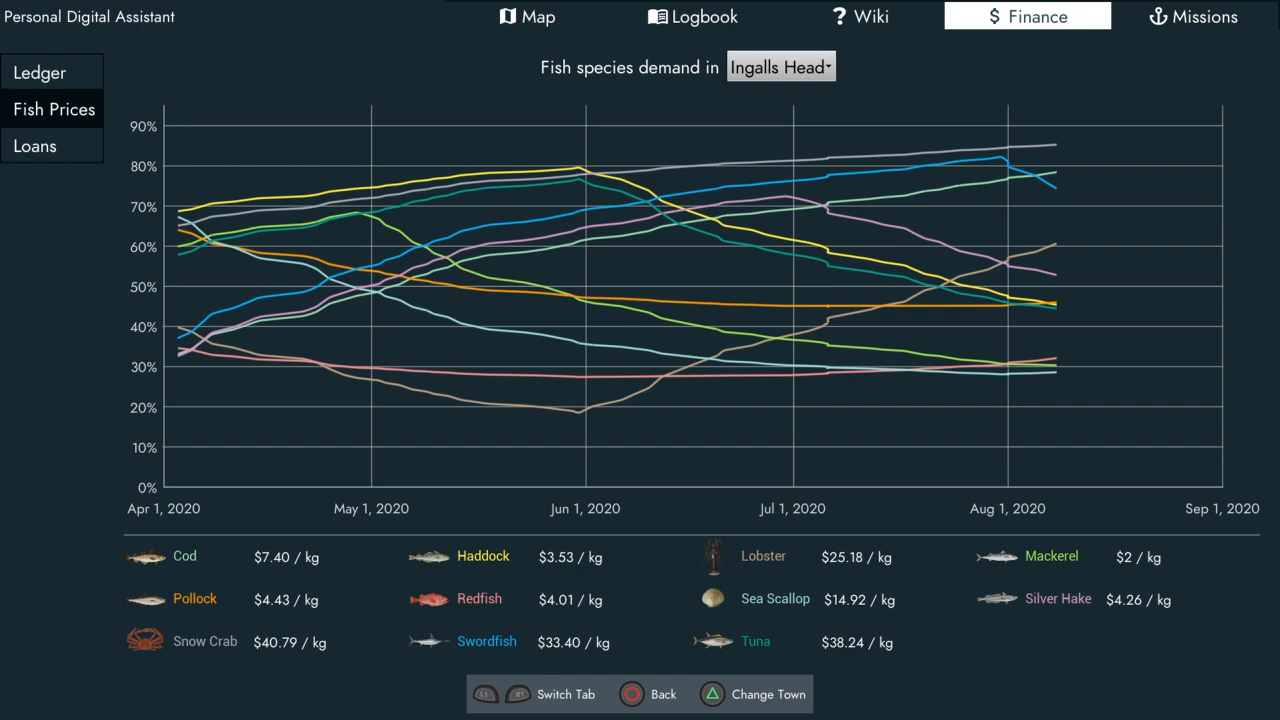 Personal Digital Assistant
Map
Logbook
? Wiki
$ Finance
Missions
Ledger
Fish Prices
Loans
Fish species demand in Ingalls Head
90%
80%
70%
60%
50%
40%
30%
20%
10%
0%
Apr 1, 2020 May 1, 2020 Jun 1, 2020 Jul 1, 2020 Aug 1, 2020 Sep 1, 2020
Cod $7.40 / kg Haddock $3.53 / kg Lobster $25.18 / kg Mackerel $2 / kg
Pollock $4.43 / kg Redfish $4.01 / kg Sea Scallop $14.92 / kg Silver Hake $4.26 / kg
Snow Crab $40.79 / kg Swordfish $33.40 / kg Tuna $38.24 / kg
L1 R1 Switch Tab Back Change Town